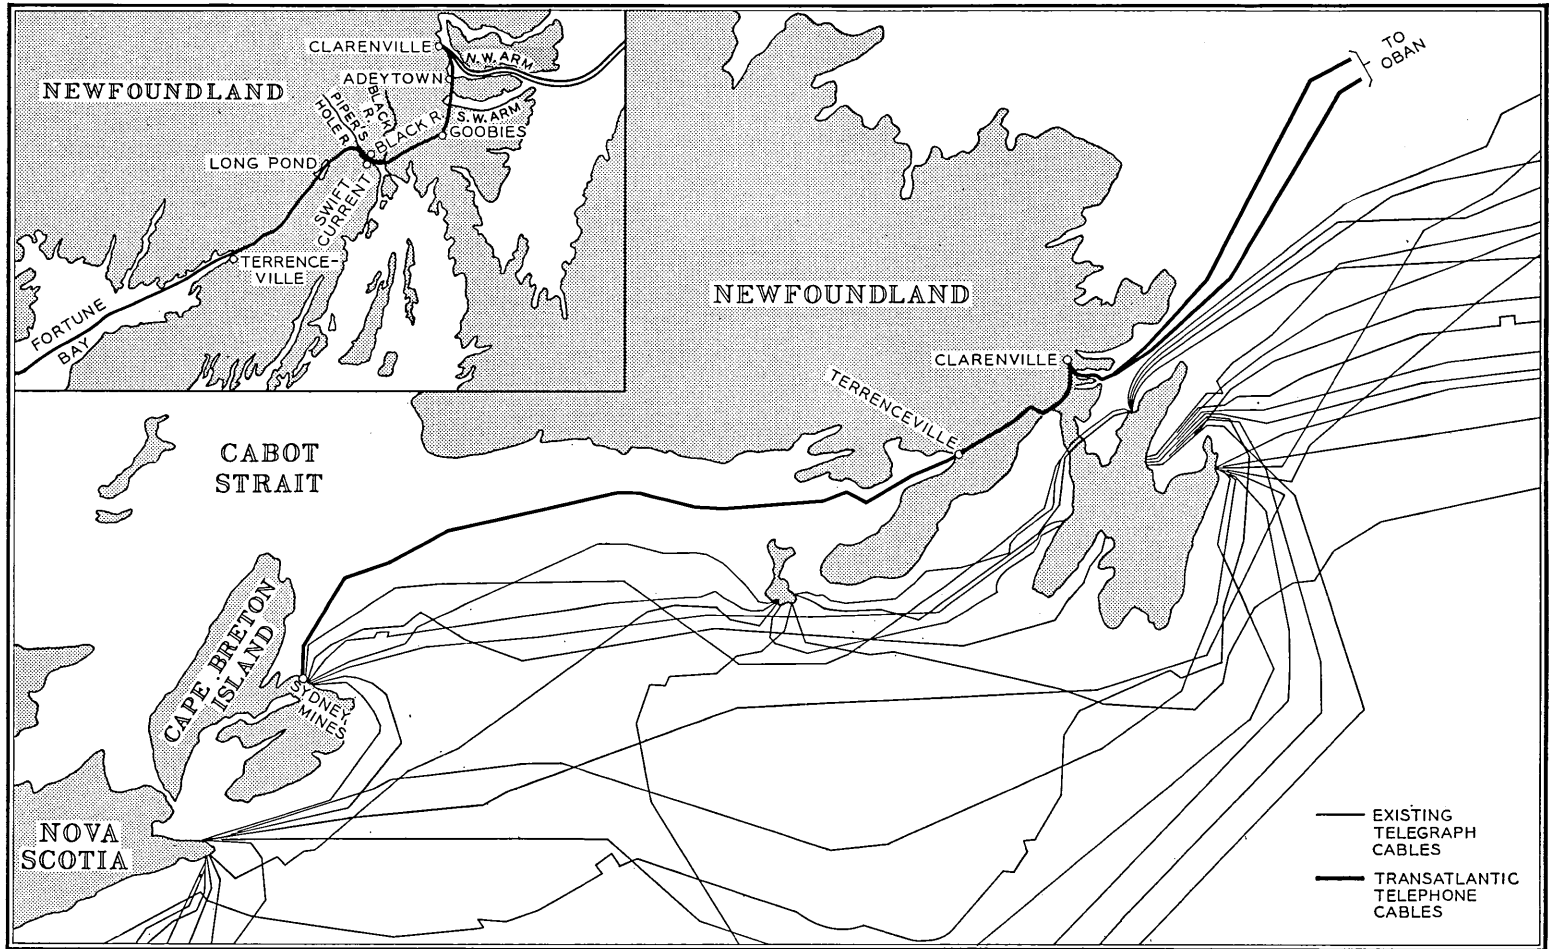 CLARENVILLE
N.W. ARM
ADEYTOWN
NEWFOUNDLAND
BLACK
R.
PIPER'S
HOLE R.
BLACK R.
S.W. ARM
GOOBIES
LONG POND
SWIFT
CURRENT
TERRENCE-
VILLE
FORTUNE
BAY
TO
OBAN
NEWFOUNDLAND
CLARENVILLE
TERRENCEVILLE
CABOT
STRAIT
CAPE BRETON
ISLAND
SYDNEY
MINES
NOVA
SCOTIA
EXISTING
TELEGRAPH
CABLES
TRANSATLANTIC
TELEPHONE
CABLES